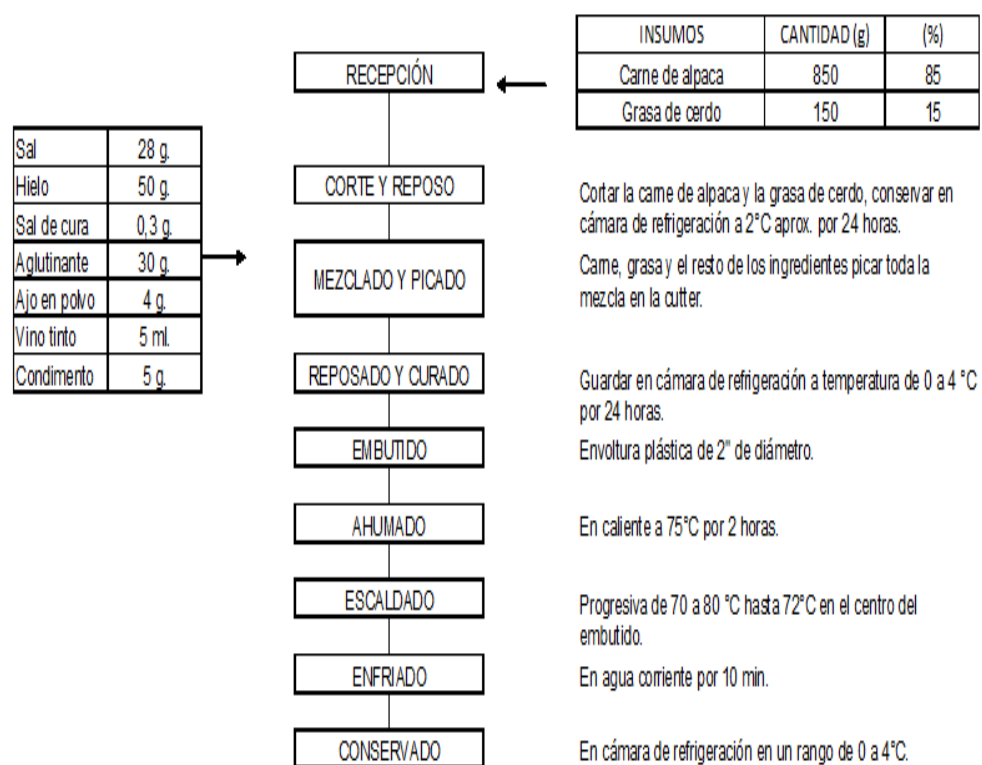 INSUMOS CANTIDAD (g) (%)
Carne de alpaca 850 85
Grasa de cerdo 150 15
RECEPCIÓN
Sal 28 g.
Hielo 50 g.
Sal de cura 0,3 g.
Aglutinante 30 g.
Ajo en polvo 4 g.
Vino tinto 5 ml.
Condimento 5 g.
CORTE Y REPOSO
Cortar la carne de alpaca y la grasa de cerdo, conservar en
cámara de refrigeración a 2°C aprox. por 24 horas.
MEZCLADO Y PICADO
Carne, grasa y el resto de los ingredientes picar toda la
mezcla en la cutter.
REPOSADO Y CURADO
Guardar en cámara de refrigeración a temperatura de 0 a 4 °C
por 24 horas.
EMBUTIDO
Envoltura plástica de 2" de diámetro.
AHUMADO
En caliente a 75°C por 2 horas.
ESCALDADO
Progresiva de 70 a 80 °C hasta 72°C en el centro del
embutido.
ENFRIADO
En agua corriente por 10 min.
CONSERVADO
En cámara de refrigeración en un rango de 0 a 4°C.